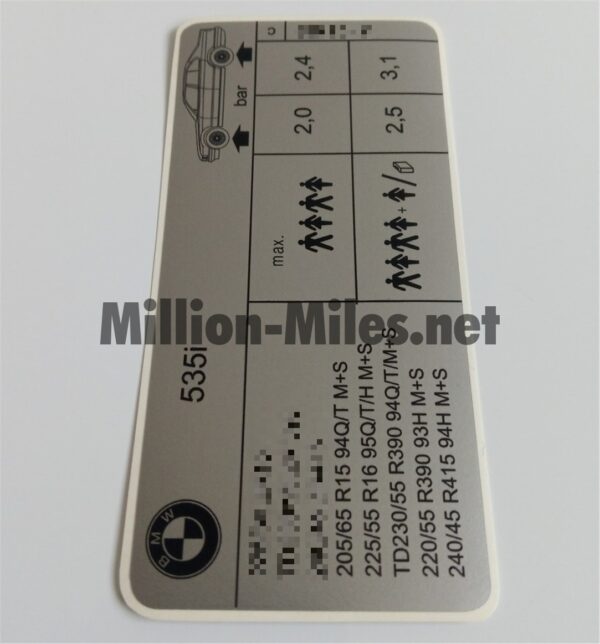 BMW
535i
bar
max.
2,0
2,4
+ /
2,5
3,1
205/65 R15 94Q/T M+S
225/55 R16 95Q/T/H M+S
TD230/55 R390 94Q/T/M+S
220/55 R390 93H M+S
240/45 R415 94H M+S
Million-Miles.net